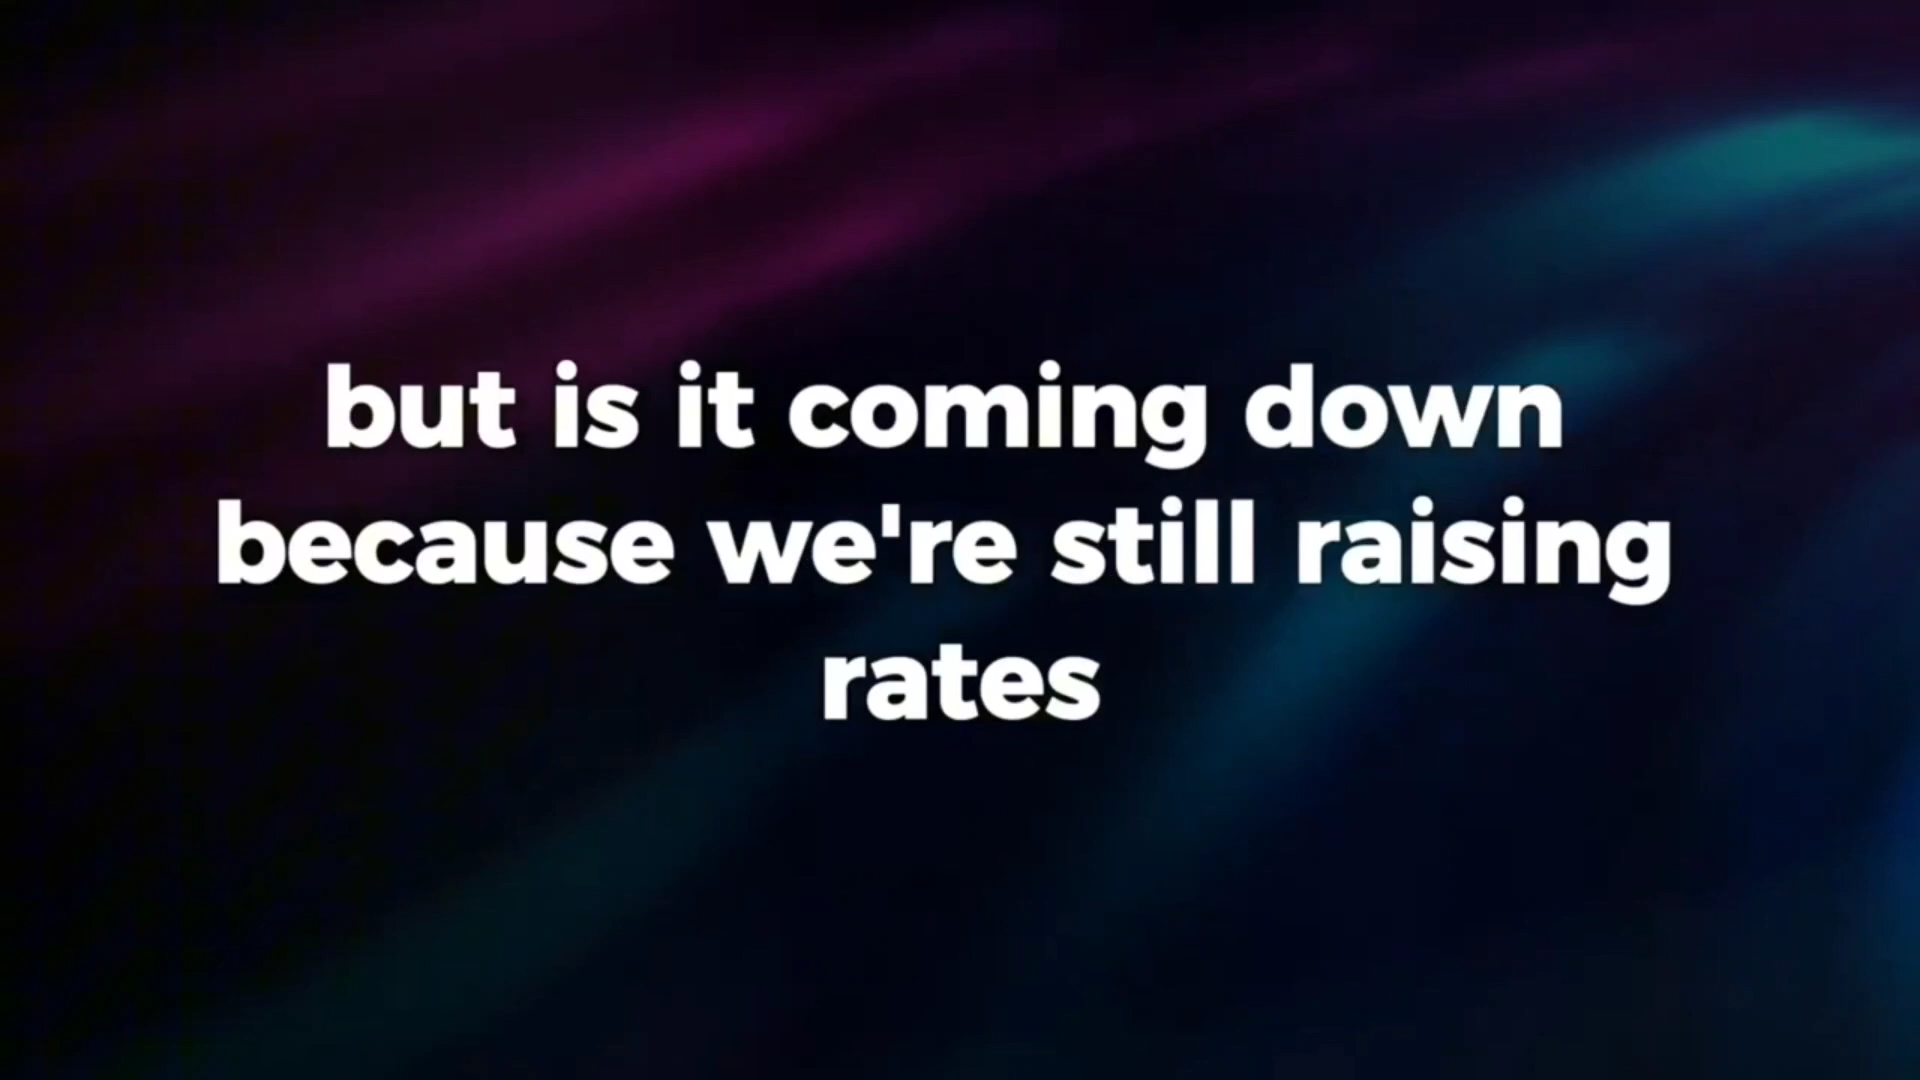 but is it coming down
because we're still raising
rates